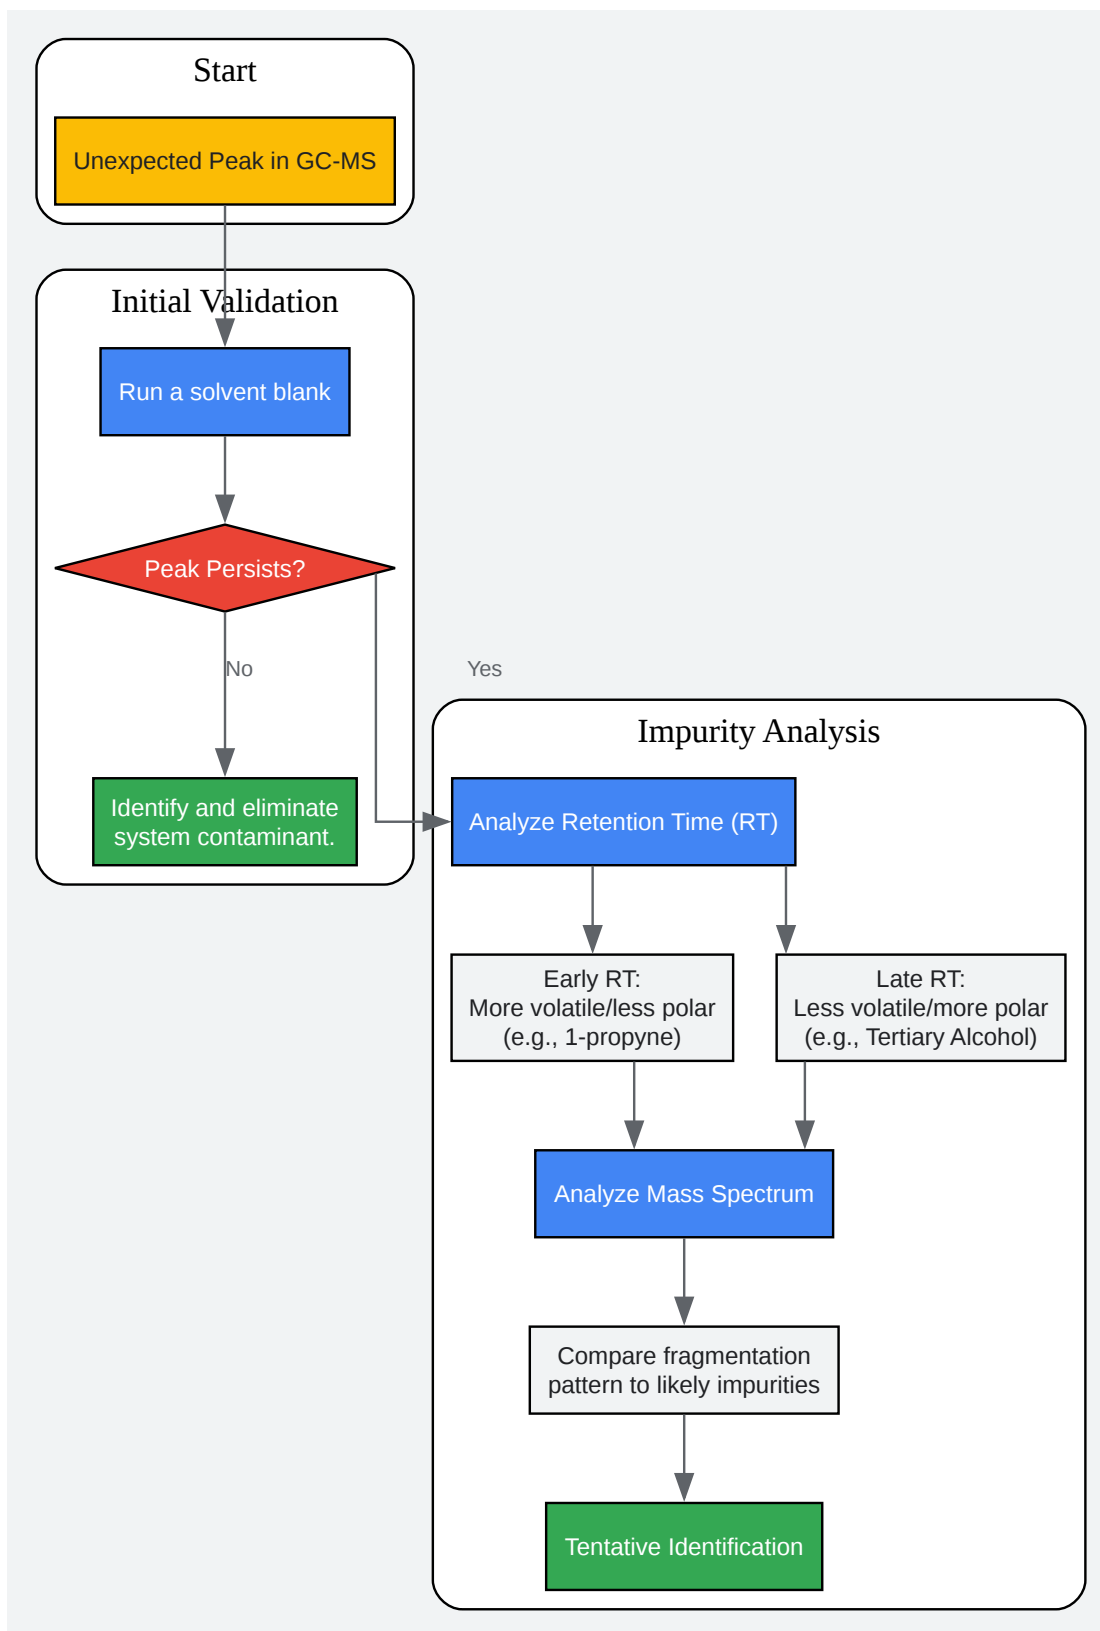 Start
Unexpected Peak in GC-MS
Initial Validation
Run a solvent blank
Peak Persists?
No
Yes
Identify and eliminate
system contaminant.
Impurity Analysis
Analyze Retention Time (RT)
Early RT:
More volatile/less polar
(e.g., 1-propyne)
Late RT:
Less volatile/more polar
(e.g., Tertiary Alcohol)
Analyze Mass Spectrum
Compare fragmentation
pattern to likely impurities
Tentative Identification